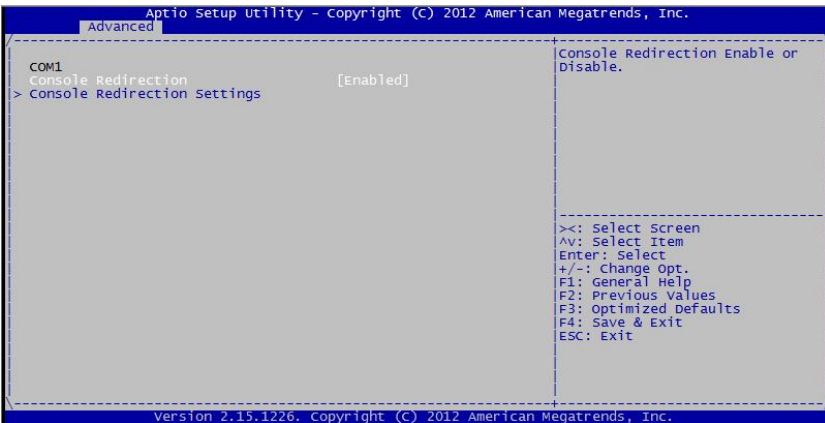 Aptio Setup Utility - Copyright (C) 2012 American Megatrends, Inc.
Advanced
COM1
Console Redirection [Enabled]
> Console Redirection Settings
Console Redirection Enable or
Disable.
><: Select Screen
^v: Select Item
Enter: Select
+/-: Change Opt.
F1: General Help
F2: Previous Values
F3: Optimized Defaults
F4: Save & Exit
ESC: Exit
Version 2.15.1226. Copyright (C) 2012 American Megatrends, Inc.